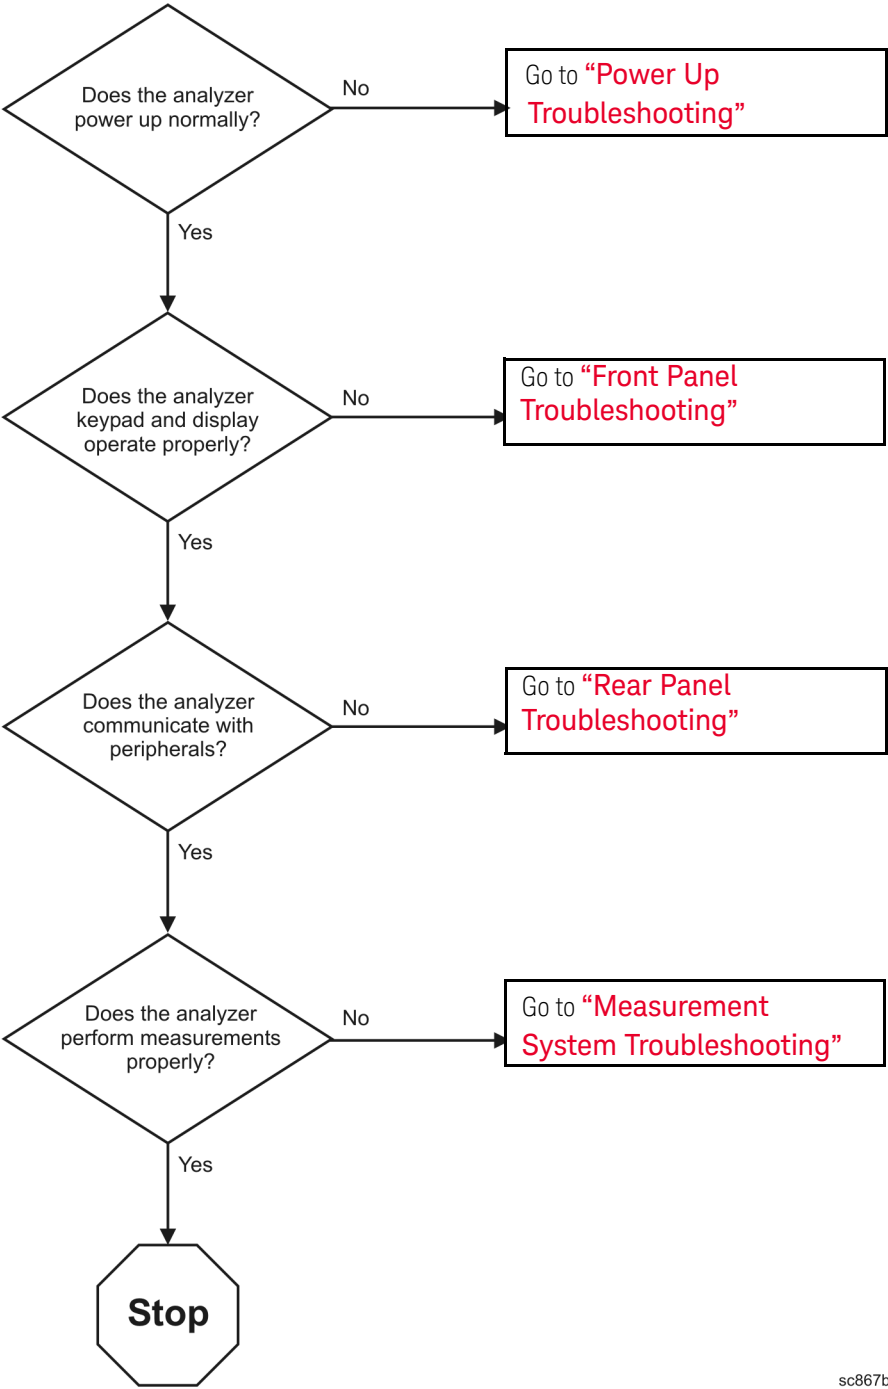 Does the analyzer
power up normally?
No
Go to “Power Up
Troubleshooting”
Yes
Does the analyzer
keypad and display
operate properly?
No
Go to “Front Panel
Troubleshooting”
Yes
Does the analyzer
communicate with
peripherals?
No
Go to “Rear Panel
Troubleshooting”
Yes
Does the analyzer
perform measurements
properly?
No
Go to “Measurement
System Troubleshooting”
Yes
Stop
sc867b